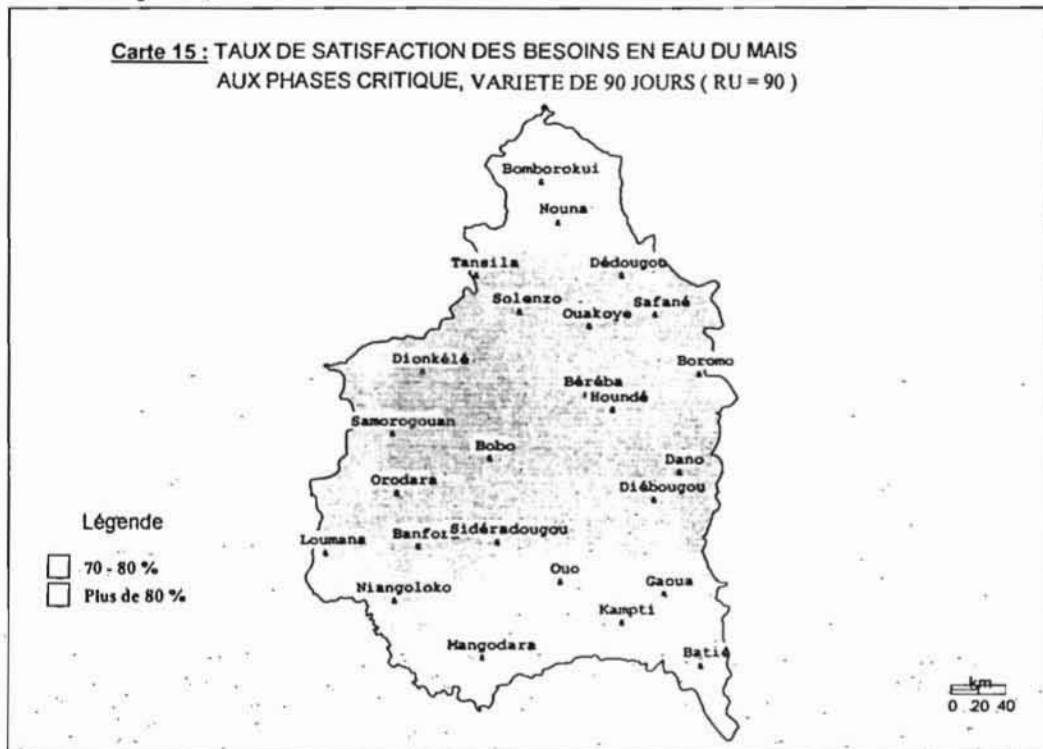 Carte 15 : TAUX DE SATISFACTION DES BESOINS EN EAU DU MAIS
AUX PHASES CRITIQUE, VARIETE DE 90 JOURS ( RU = 90 )
Bomborokui
Nouna
Tansila
Dédougou
Solenzo
Safané
Ouakoye
Dionkélé
Boromo
Béréba
Houndé
Samorogouan
Bobo
Dano
Orodara
Diébougou
Légende
Sidéradougou
Loumana
Banfor
70 - 80 %
Ouo
Gaoua
Plus de 80 %
Niangoloko
Kampti
Mangodara
Batié
km
0 20 40